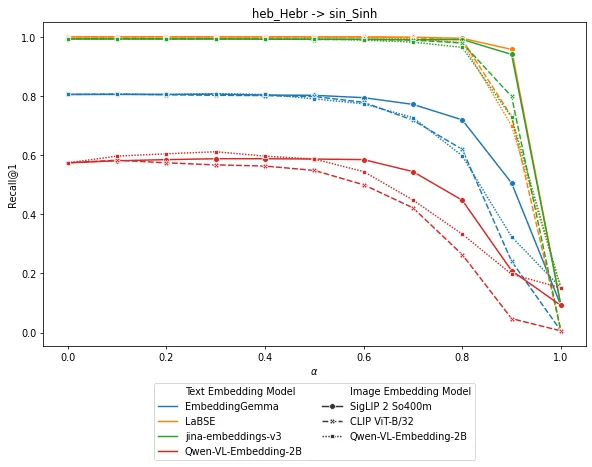 heb_Hebr -> sin_Sinh
1.0
0.8
0.6
0.4
0.2
0.0
Recall@1
0.0 0.2 0.4 0.6 0.8 1.0
α
Text Embedding Model
EmbeddingGemma
LaBSE
jina-embeddings-v3
Qwen-VL-Embedding-2B
Image Embedding Model
SigLIP 2 So400m
CLIP ViT-B/32
Qwen-VL-Embedding-2B